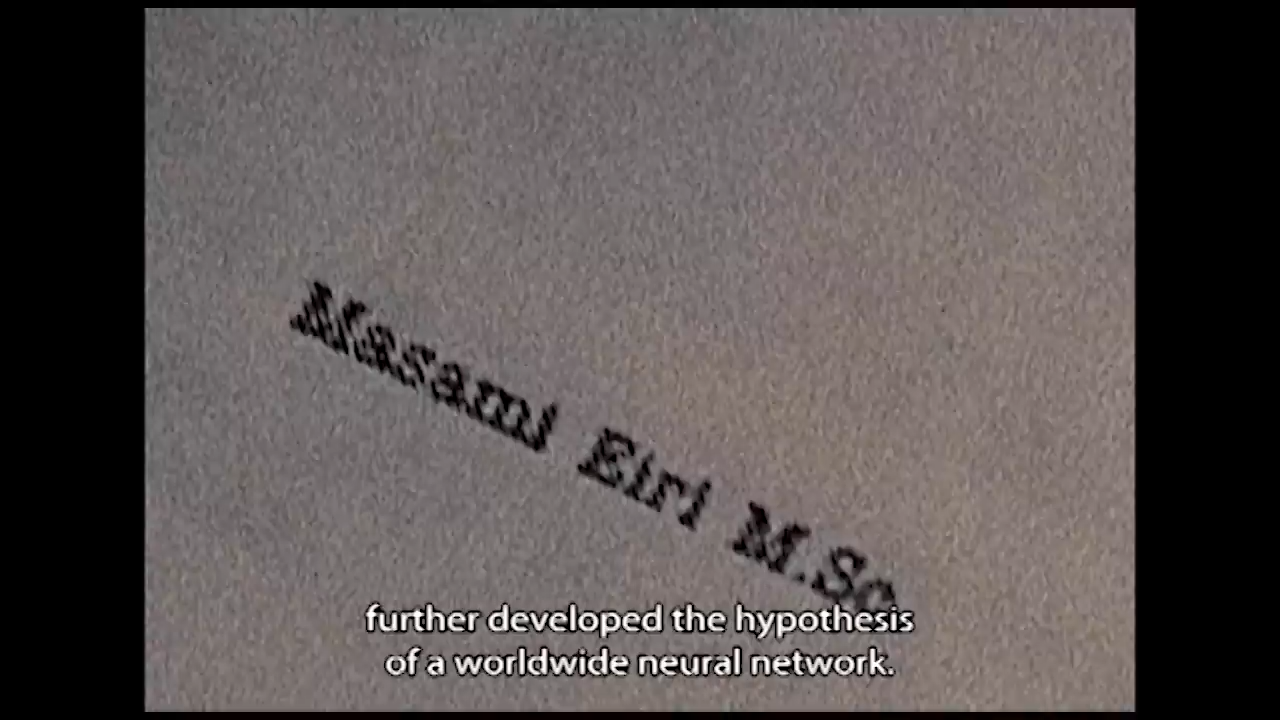 Masami Eiri M.Sc
further developed the hypothesis
of a worldwide neural network.